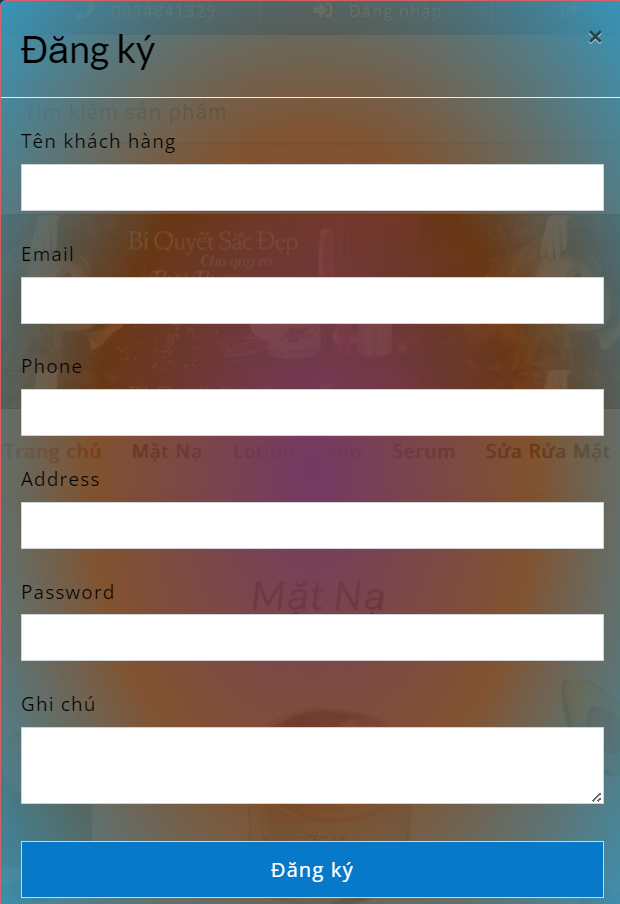 0834841329
Đăng nhập
Đăng ký
×
Tìm kiếm sản phẩm
Tên khách hàng
Bí Quyết Sắc Đẹp
Cho quý cô
Email
Phone
Trang chủ Mặt Nạ Lotion Son Serum Sửa Rửa Mặt
Address
Password
Mặt Nạ
Ghi chú
Đăng ký